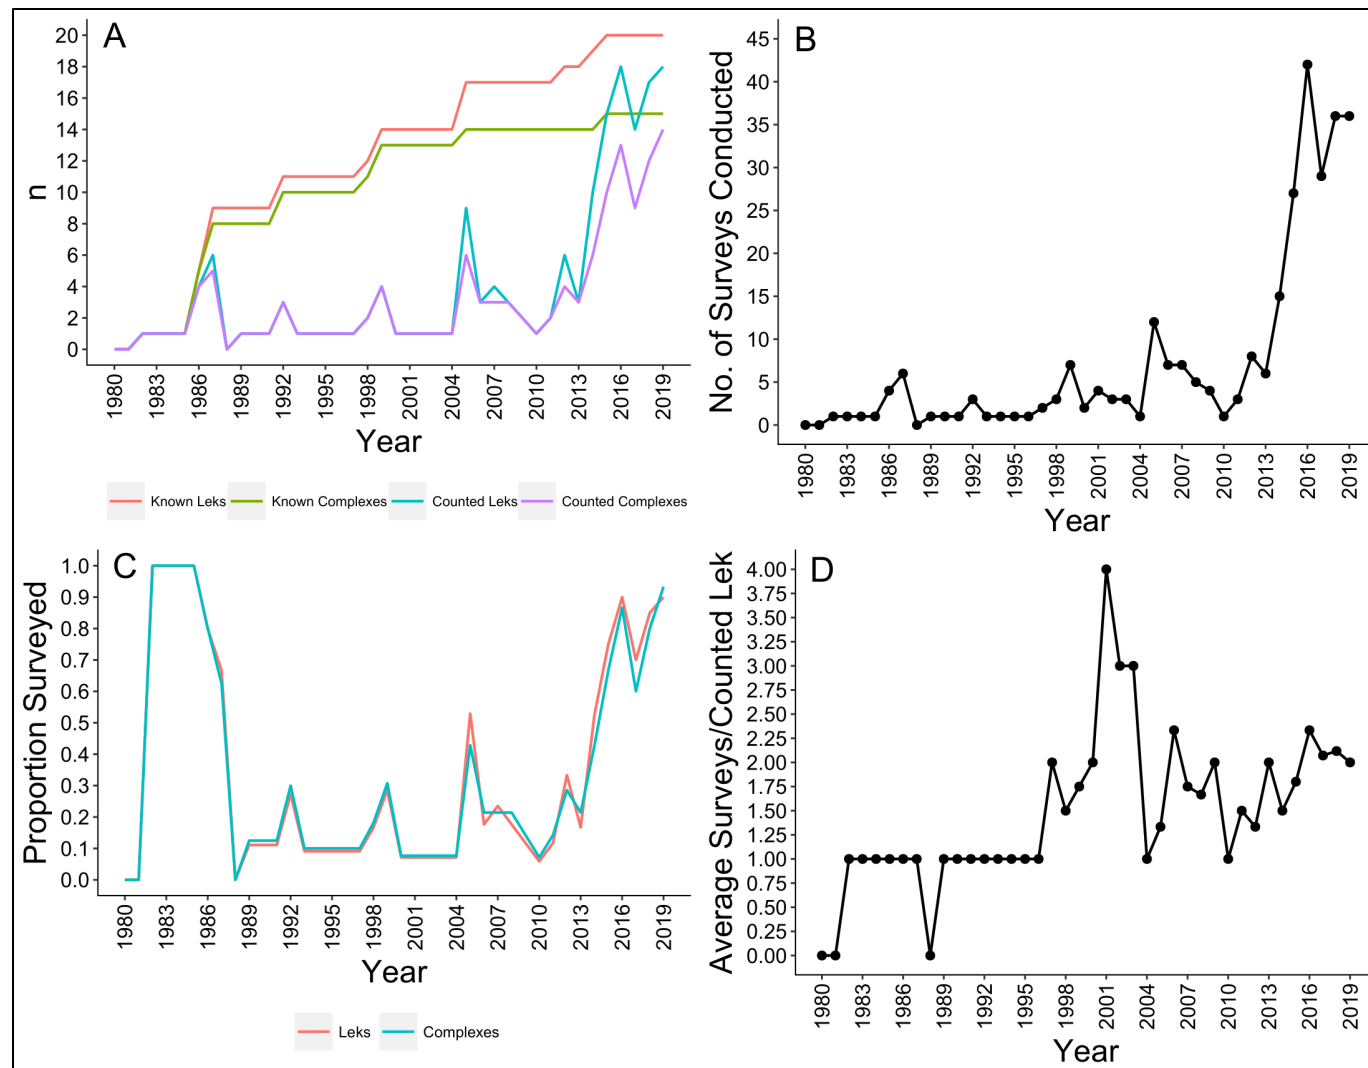 A
n
20
18
16
14
12
10
8
6
4
2
0
1980 1983 1986 1989 1992 1995 1998 2001 2004 2007 2010 2013 2016 2019
Year
Known Leks Known Complexes Counted Leks Counted Complexes
B
No. of Surveys Conducted
45
40
35
30
25
20
15
10
5
0
1980 1983 1986 1989 1992 1995 1998 2001 2004 2007 2010 2013 2016 2019
Year
C
Proportion Surveyed
1.0
0.9
0.8
0.7
0.6
0.5
0.4
0.3
0.2
0.1
0.0
1980 1983 1986 1989 1992 1995 1998 2001 2004 2007 2010 2013 2016 2019
Year
Leks Complexes
D
Average Surveys/Counted Lek
4.00
3.75
3.50
3.25
3.00
2.75
2.50
2.25
2.00
1.75
1.50
1.25
1.00
0.75
0.50
0.25
0.00
1980 1983 1986 1989 1992 1995 1998 2001 2004 2007 2010 2013 2016 2019
Year